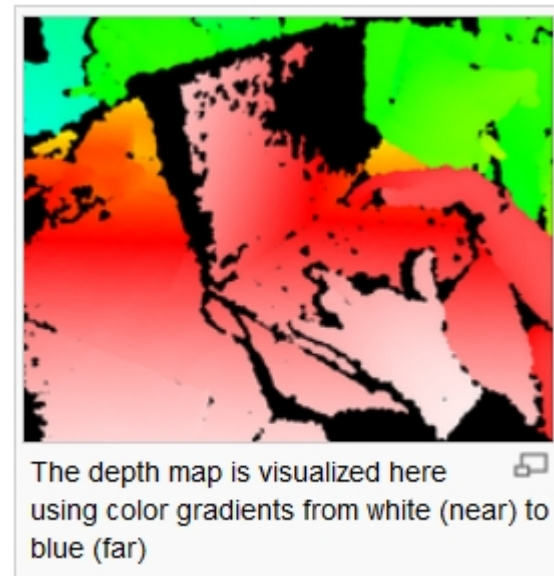 The depth map is visualized here
using color gradients from white (near) to
blue (far)